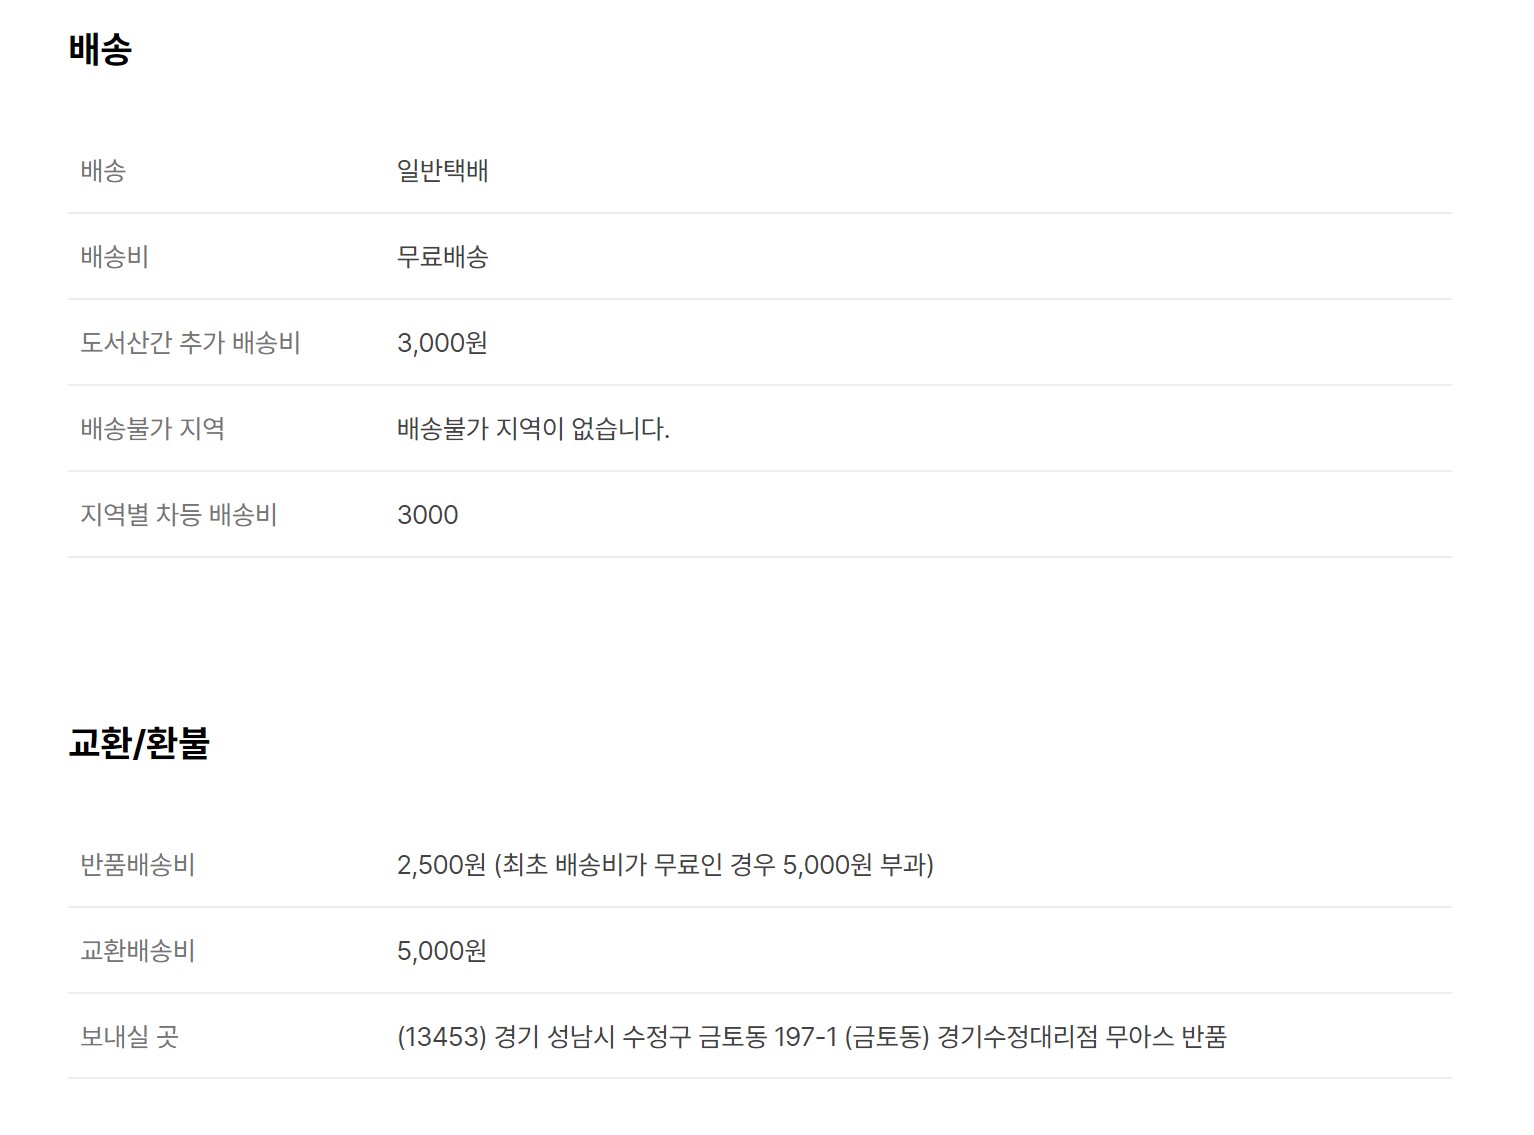 배송
배송 일반택배
배송비 무료배송
도서산간 추가 배송비 3,000원
배송불가 지역 배송불가 지역이 없습니다.
지역별 차등 배송비 3000
교환/환불
반품배송비 2,500원 (최초 배송비가 무료인 경우 5,000원 부과)
교환배송비 5,000원
보내실 곳 (13453) 경기 성남시 수정구 금토동 197-1 (금토동) 경기수정대리점 무아스 반품